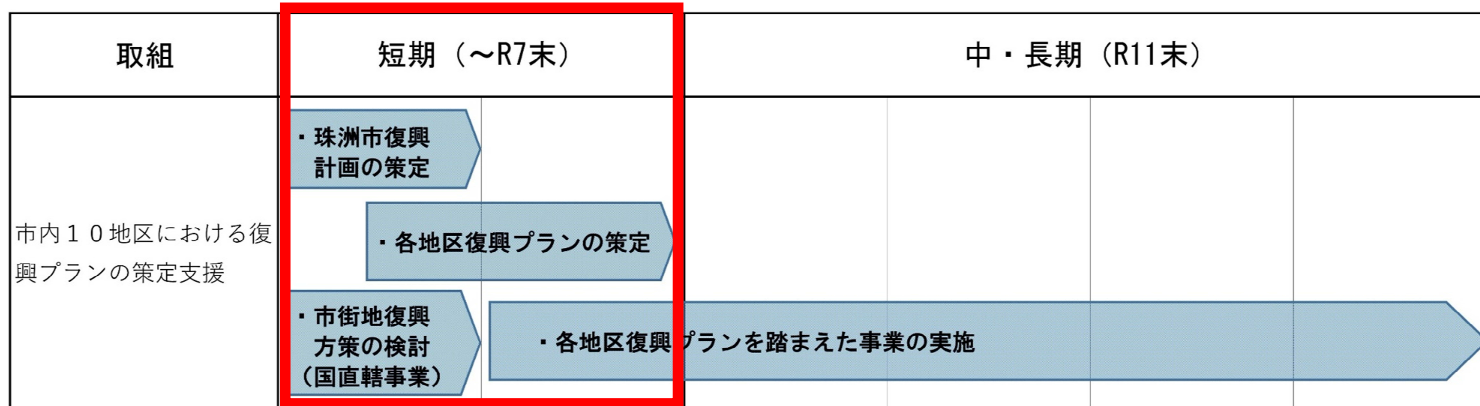 取組
短期（～R7末）
中・長期（R11末）
市内１０地区における復
興プランの策定支援
・珠洲市復興
計画の策定
・各地区復興プランの策定
・市街地復興
方策の検討
（国直轄事業）
・各地区復興プランを踏まえた事業の実施